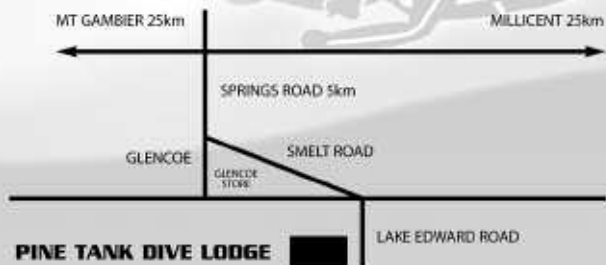 MT GAMBIER 25km
MILLICENT 25km
SPRINGS ROAD 5km
GLENCOE
SMELT ROAD
GLENCOE
STORE
LAKE EDWARD ROAD
PINE TANK DIVE LODGE